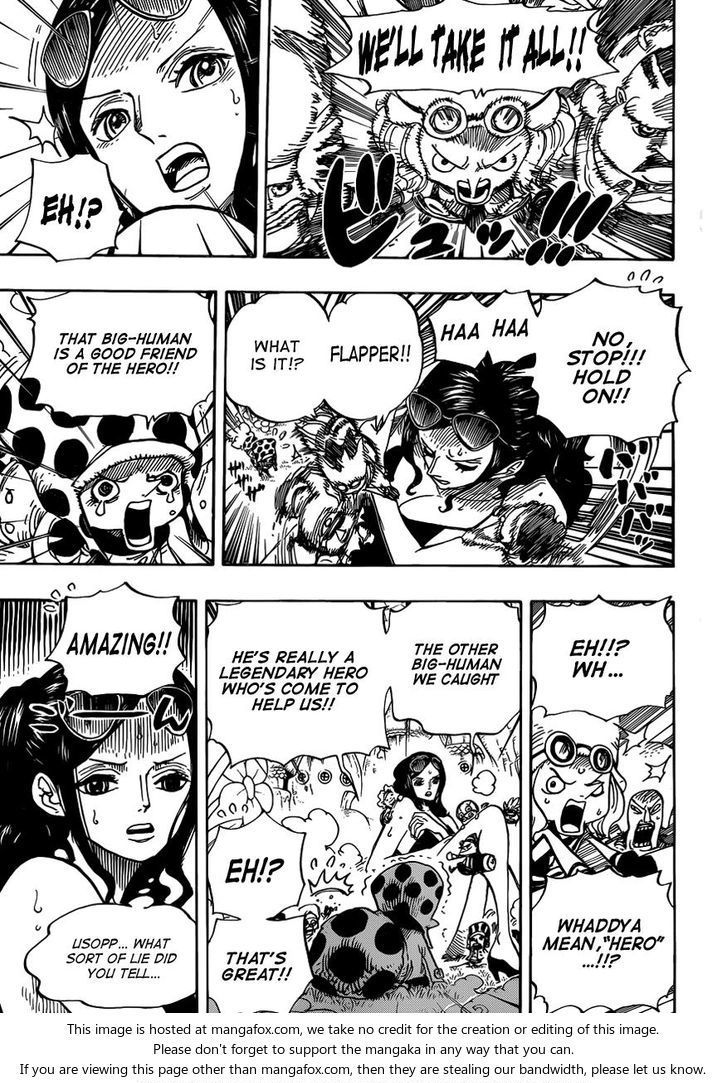 WE'LL TAKE IT ALL!!
ビュッ!!!
EH!?
NO,
STOP!!!
HOLD
ON!!
HAA HAA
FLAPPER!!
WHAT
IS IT!?
THAT BIG-HUMAN
IS A GOOD FRIEND
OF THE HERO!!
EH!!?
WH...
WHADDYA
MEAN, "HERO"
...!!?
THE OTHER
BIG-HUMAN
WE CAUGHT
HE'S REALLY A
LEGENDARY HERO
WHO'S COME TO
HELP US!!
EH!?
THAT'S
GREAT!!
AMAZING!!
USOPP... WHAT
SORT OF LIE DID
YOU TELL...
This image is hosted at mangafox.com, we take no credit for the creation or editing of this image.
Please don't forget to support the mangaka in any way that you can.
If you are viewing this page other than mangafox.com, then they are stealing our bandwidth, please let us know.